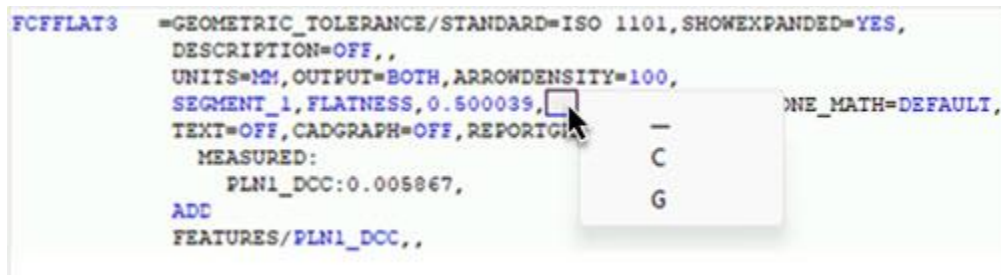 FCFFLAT3 =GEOMETRIC_TOLERANCE/STANDARD=ISO 1101,SHOWEXPANDED=YES,
DESCRIPTION=OFF,,
UNITS=MM,OUTPUT=BOTH,ARROWDENSITY=100,
SEGMENT_1,FLATNESS,0.500039,__ ONE_MATH=DEFAULT,
TEXT=OFF,CADGRAPH=OFF,REPORTG
MEASURED:
PLN1_DCC:0.005867,
ADD
FEATURES/PLN1_DCC,,
—
C
G